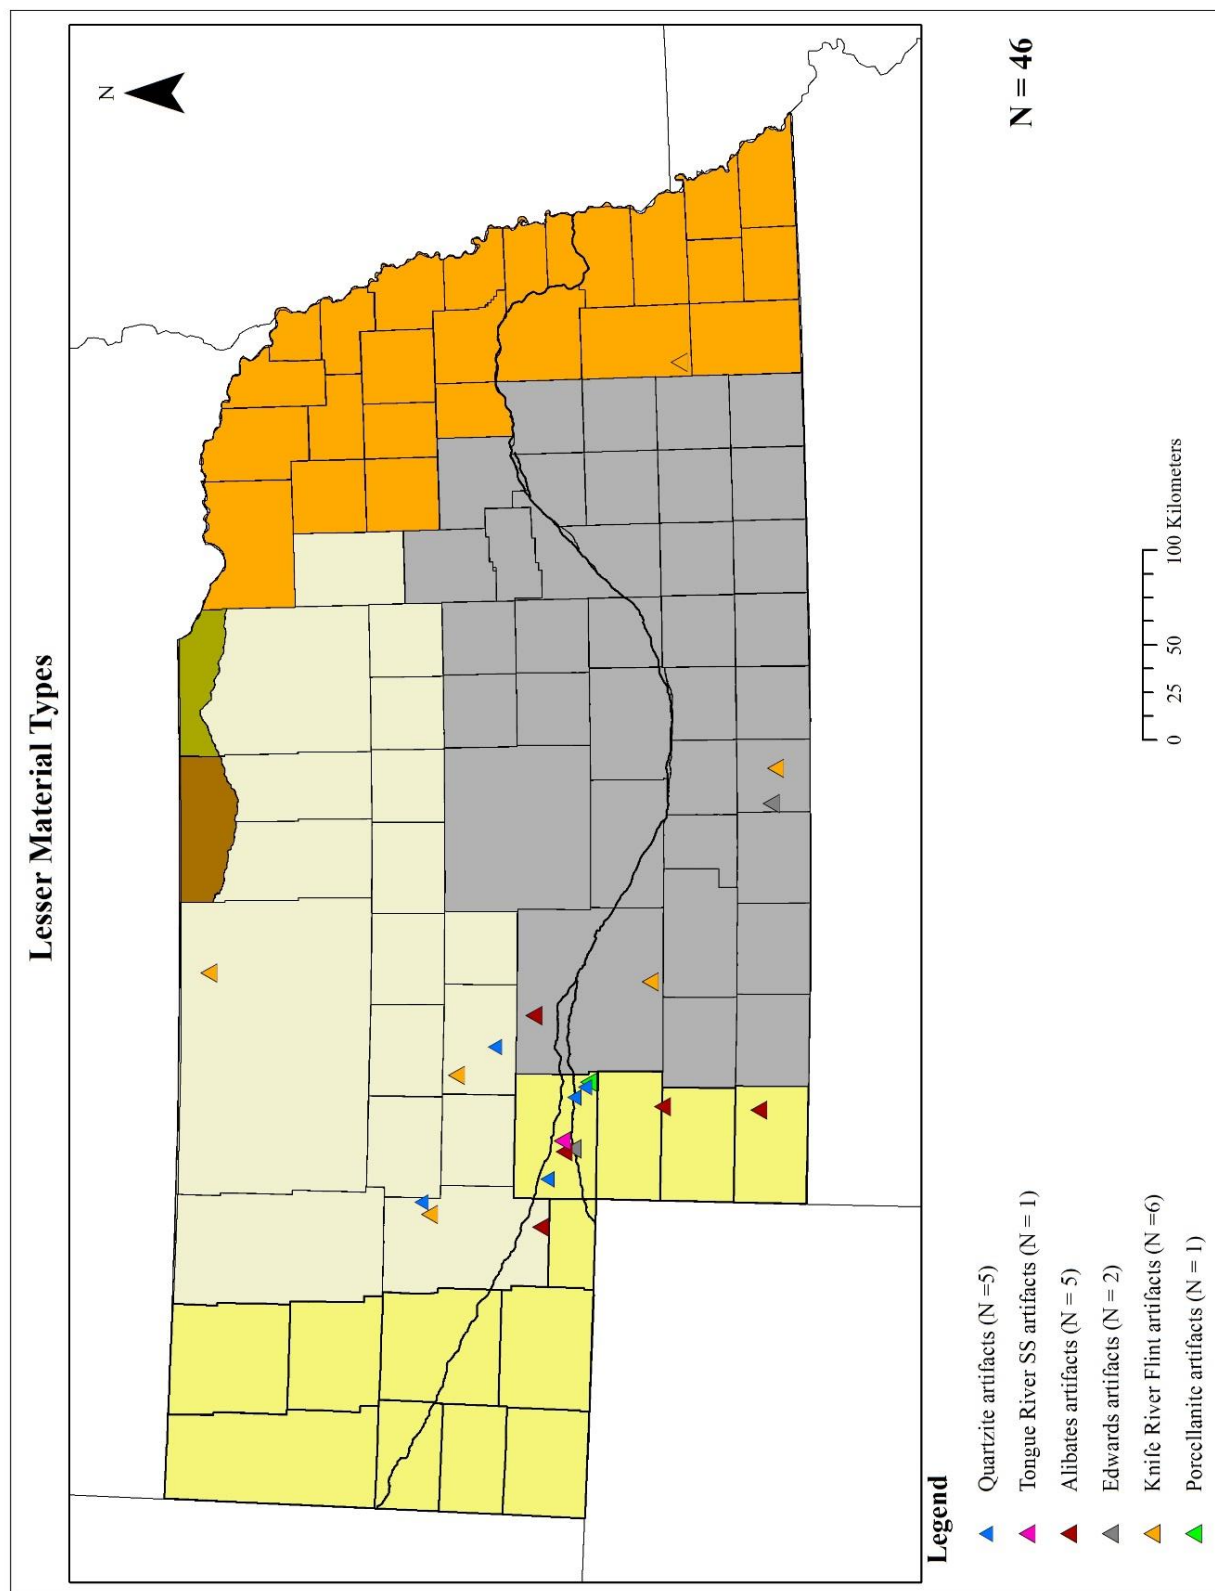 Lesser Material Types
N
N = 46
0 25 50 100 Kilometers
Legend
Quartzite artifacts (N =5)
Tongue River SS artifacts (N = 1)
Alibates artifacts (N = 5)
Edwards artifacts (N = 2)
Knife River Flint artifacts (N =6)
Porcellanite artifacts (N = 1)